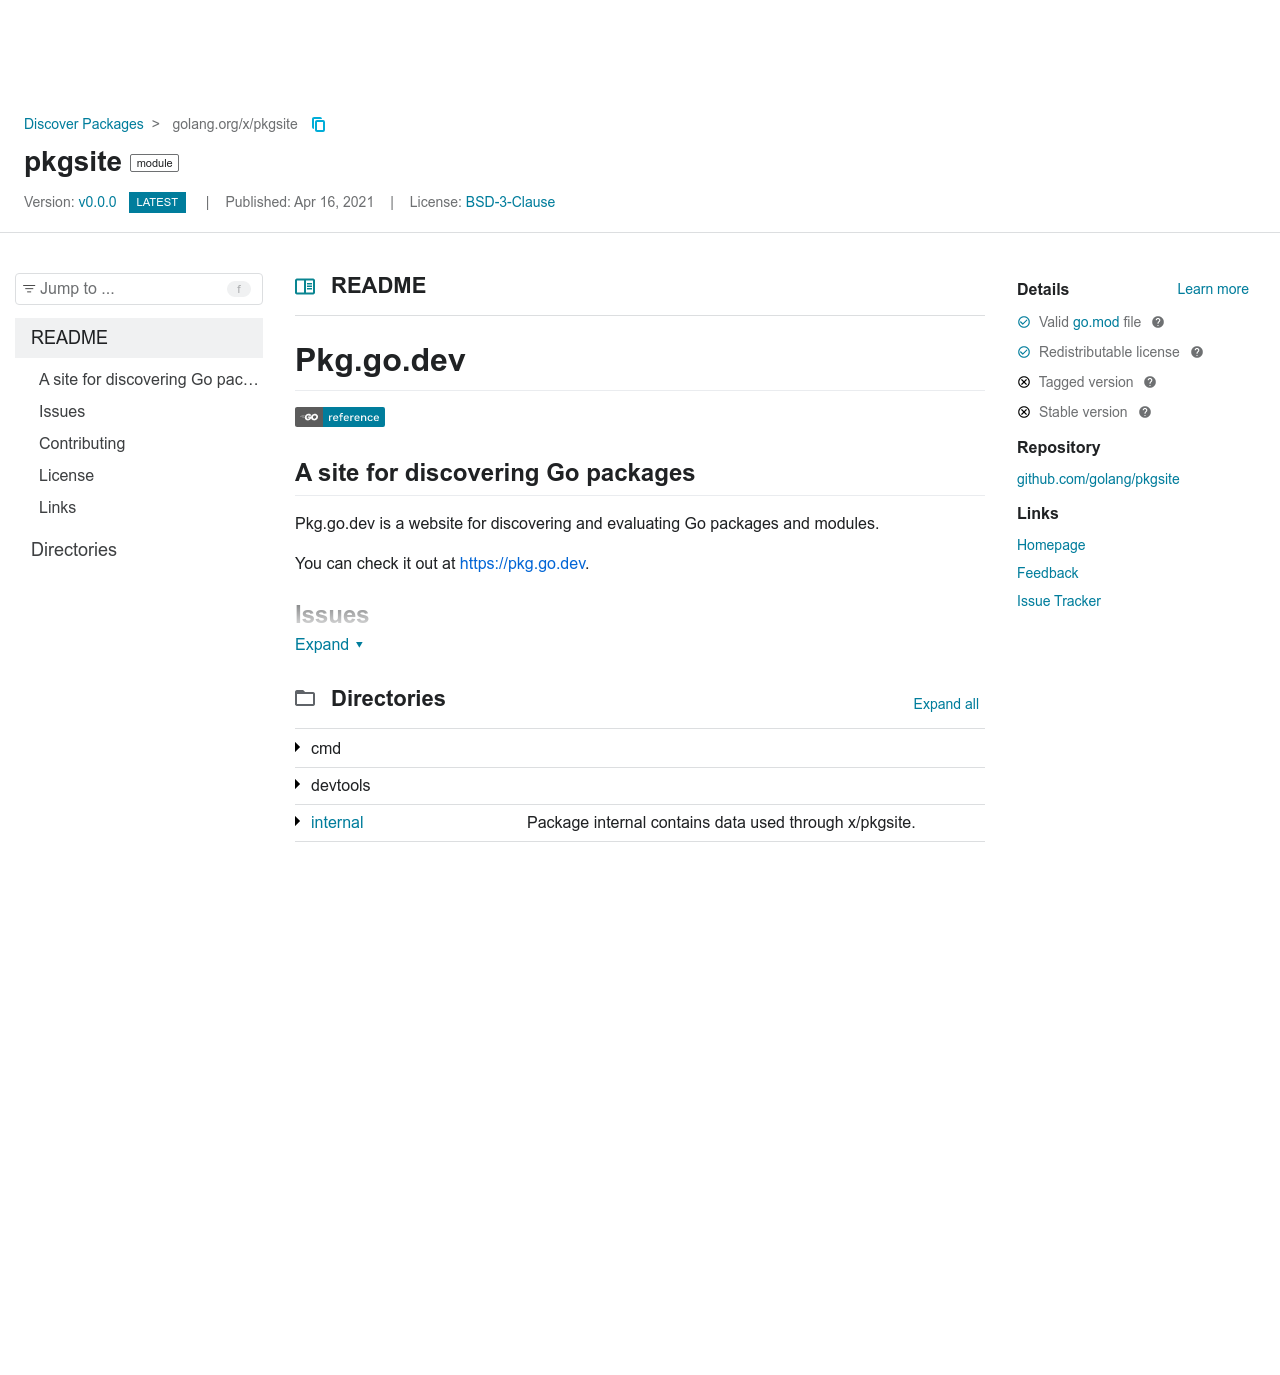 Discover Packages > golang.org/x/pkgsite
pkgsite module
Version: v0.0.0 LATEST | Published: Apr 16, 2021 | License: BSD-3-Clause
Jump to ... f
README
A site for discovering Go pac…
Issues
Contributing
License
Links
Directories
README
Pkg.go.dev
GO reference
A site for discovering Go packages
Pkg.go.dev is a website for discovering and evaluating Go packages and modules.
You can check it out at https://pkg.go.dev.
Issues
Expand
Directories
Expand all
cmd
devtools
internal Package internal contains data used through x/pkgsite.
Details Learn more
Valid go.mod file
Redistributable license
Tagged version
Stable version
Repository
github.com/golang/pkgsite
Links
Homepage
Feedback
Issue Tracker